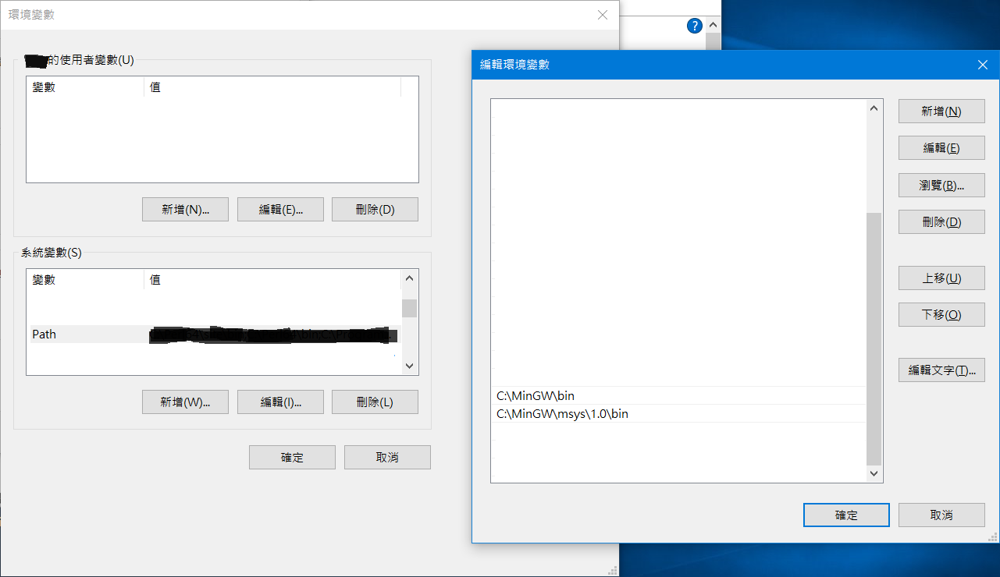 環境變數
的使用者變數(U)
變數 值
新增(N)... 編輯(E)... 刪除(D)
系統變數(S)
變數 值
Path
新增(W)... 編輯(I)... 刪除(L)
確定 取消
?
編輯環境變數
新增(N)
編輯(E)
瀏覽(B)...
刪除(D)
上移(U)
下移(O)
編輯文字(T)...
C:\MinGW\bin
C:\MinGW\msys\1.0\bin
確定 取消